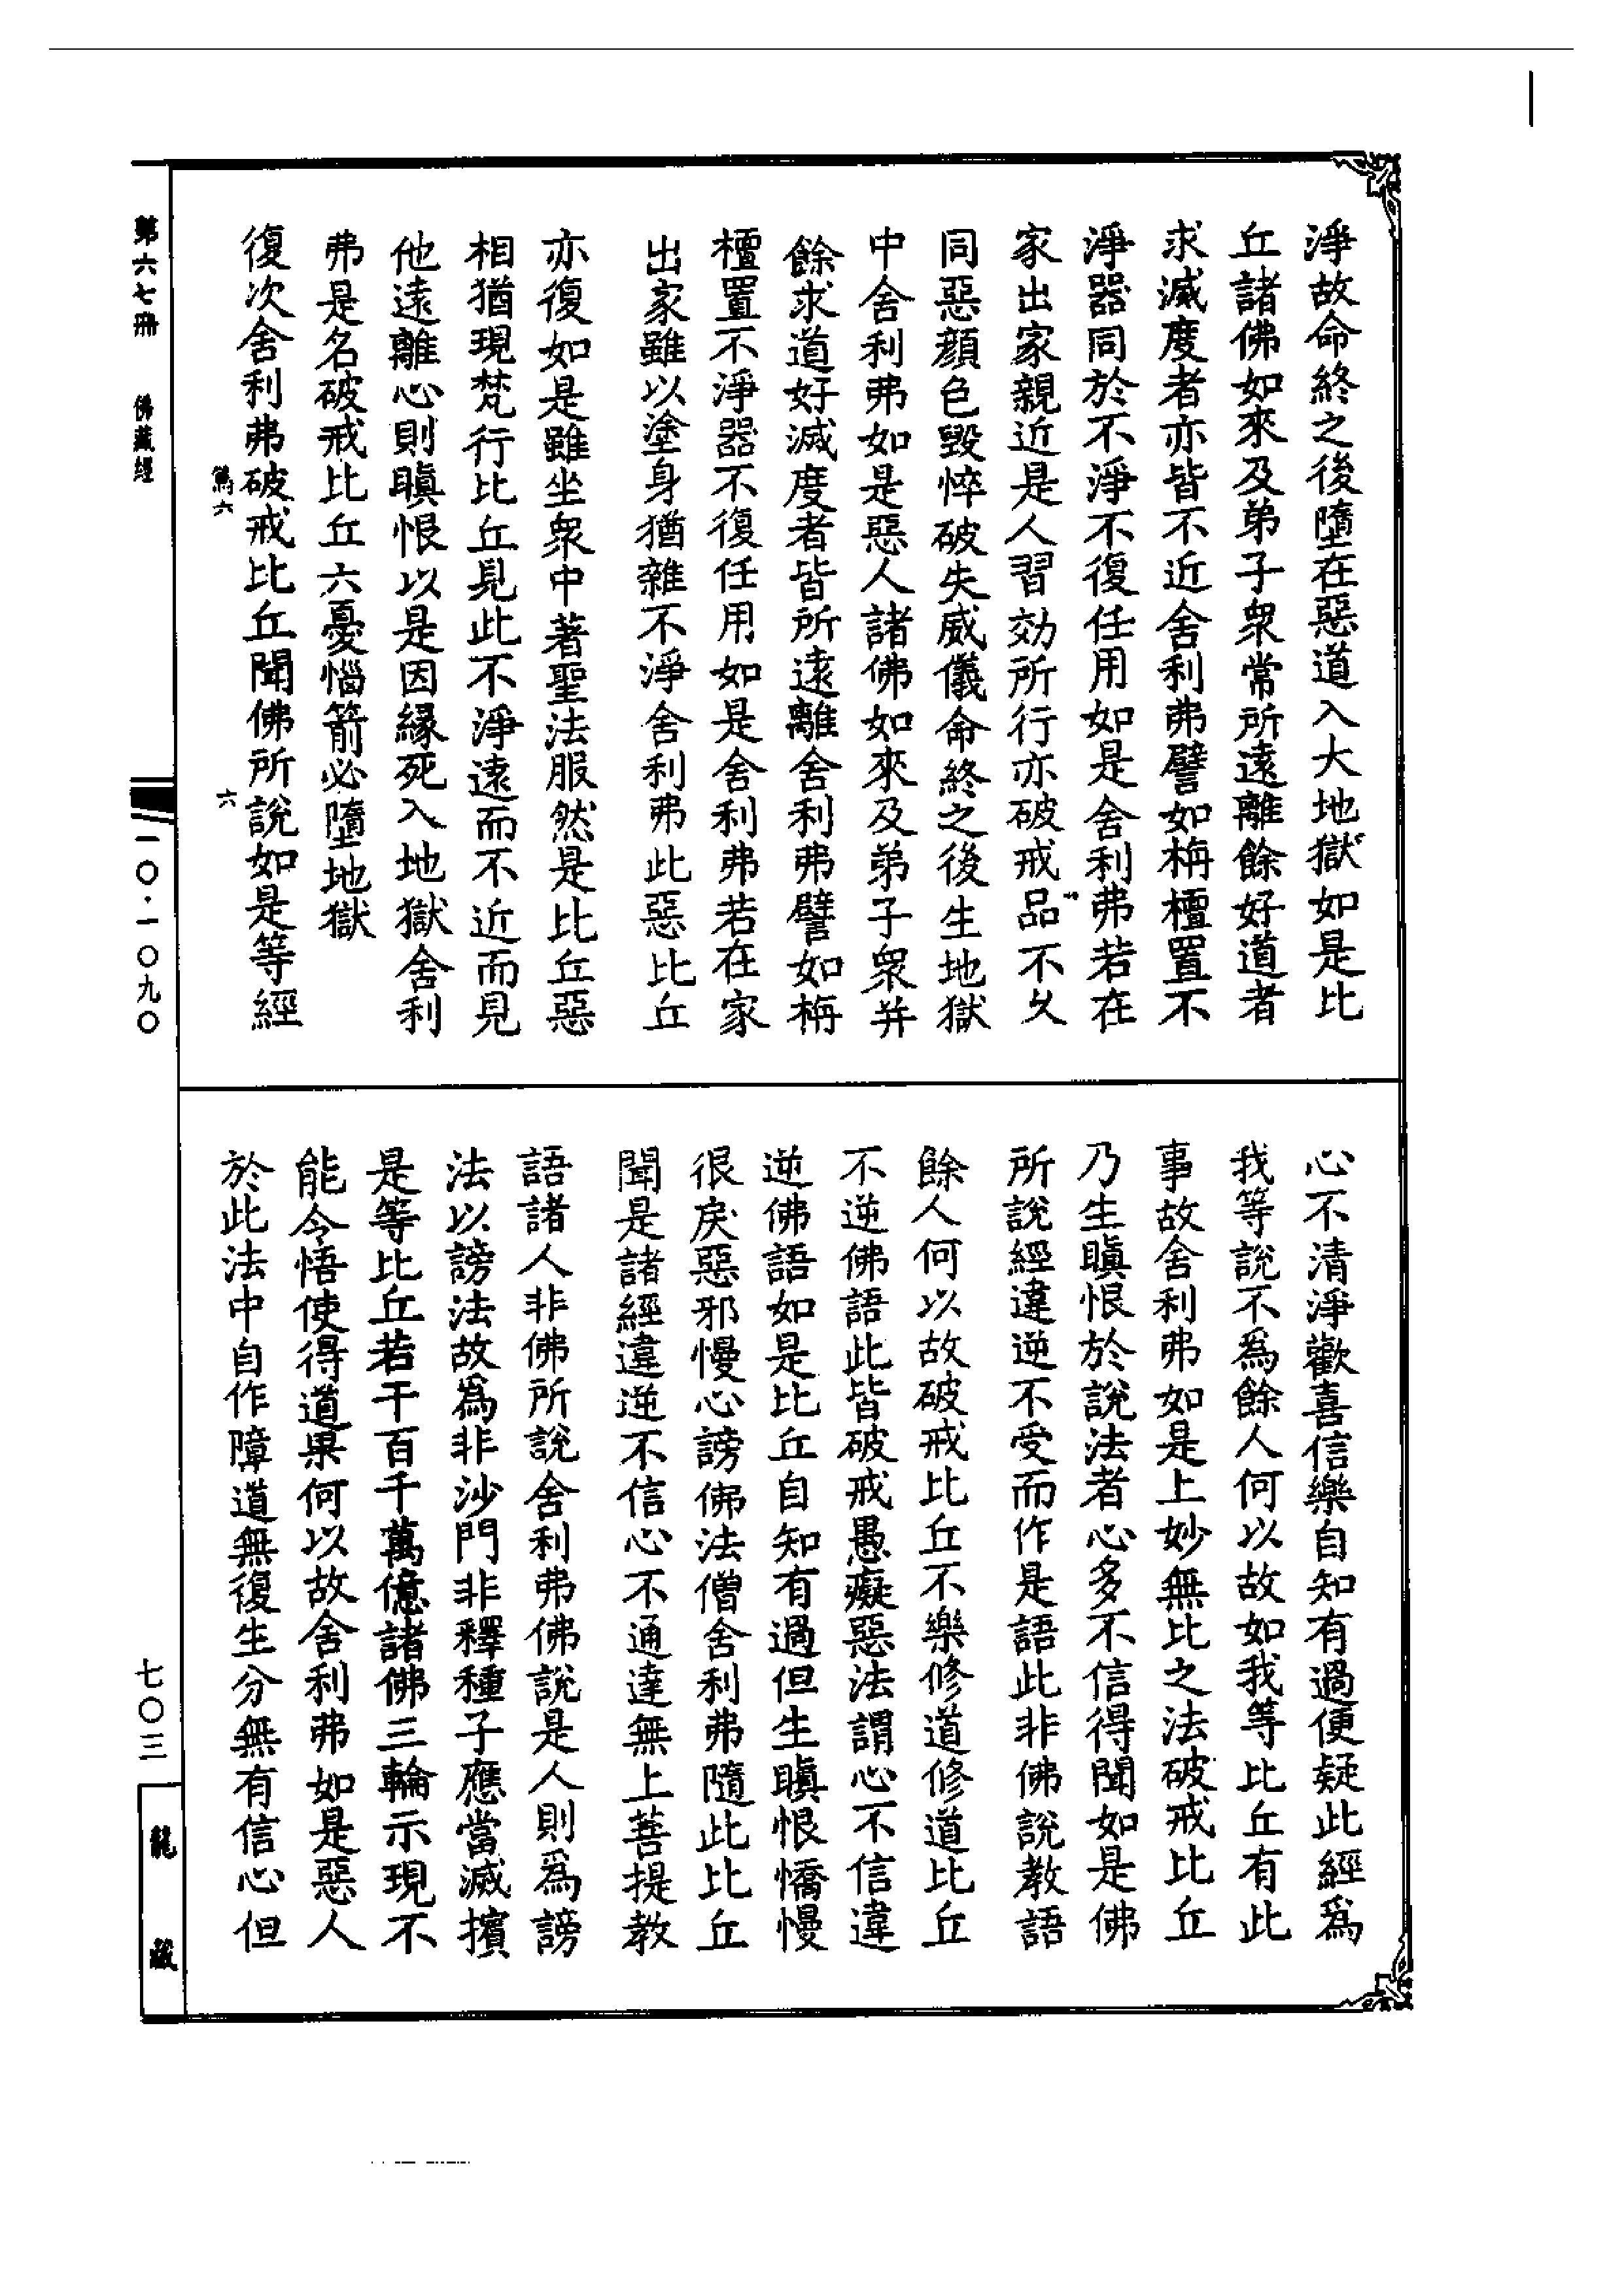 淨故命終之後墮在惡道入大地獄如是比
丘諸佛如來及弟子衆常所遠離餘好道者
求滅度者亦皆不近舍利弗譬如栴檀置不
淨器同於不淨不復任用如是舍利弗若在
家出家親近是人習効所行亦破戒品不久
同惡顔色毀悴破失威儀命終之後生地獄
中舍利弗如是惡人諸佛如來及弟子衆并
餘求道好滅度者皆所遠離舍利弗譬如栴
檀置不淨器不復任用如是舍利弗若在家
出家雖以塗身猶雜不淨舍利弗此惡比丘
亦復如是雖坐衆中著聖法服然是比丘惡
相猶現梵行比丘見此不淨遠而不近而見
他遠離心則瞋恨以是因縁死入地獄舍利
弗是名破戒比丘六憂惱箭必墮地獄
復次舍利弗破戒比丘聞佛所說如是等經
心不清淨歡喜信樂自知有過便疑此經爲
我等說不爲餘人何以故如我等比丘有此
事故舍利弗如是上妙無比之法破戒比丘
乃生瞋恨於說法者心多不信得聞如是佛
所說經違逆不受而作是語此非佛說教語
餘人何以故破戒比丘不樂修道修道比丘
不逆佛語此皆破戒愚癡惡法謂心不信違
逆佛語如是比丘自知有過但生瞋恨憍慢
很戾惡邪慢心謗佛法僧舍利弗隨此比丘
聞是諸經違逆不信心不通達無上菩提教
語諸人非佛所說舍利弗佛說是人則爲謗
法以謗法故爲非沙門非釋種子應當滅擯
是等比丘若干百千萬億諸佛三輪示現不
能令悟使得道果何以故舍利弗如是惡人
於此法中自作障道無復生分無有信心但
篤六
六
第六七冊
佛藏經
一〇·一〇九〇
七〇三
龍藏